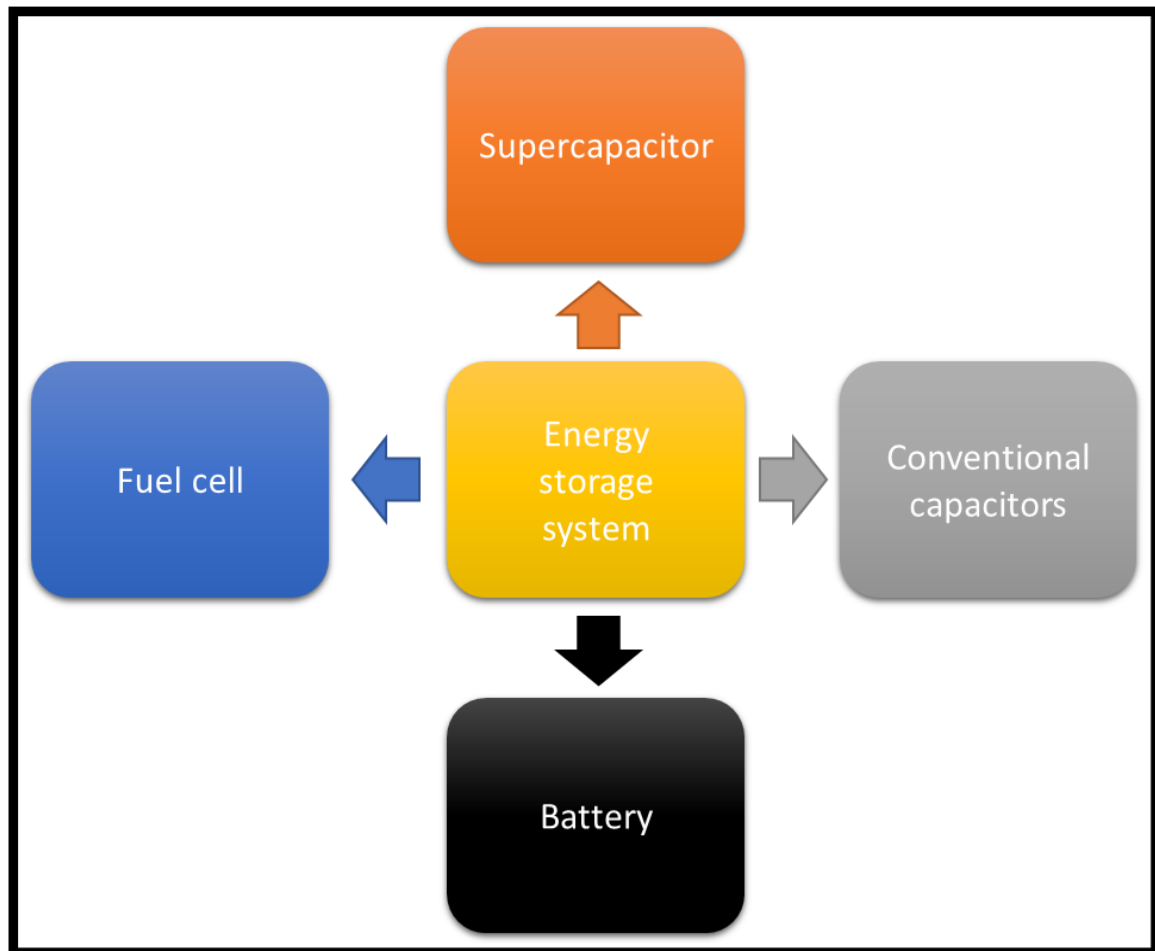 Supercapacitor
Fuel cell
Energy
storage
system
Conventional
capacitors
Battery